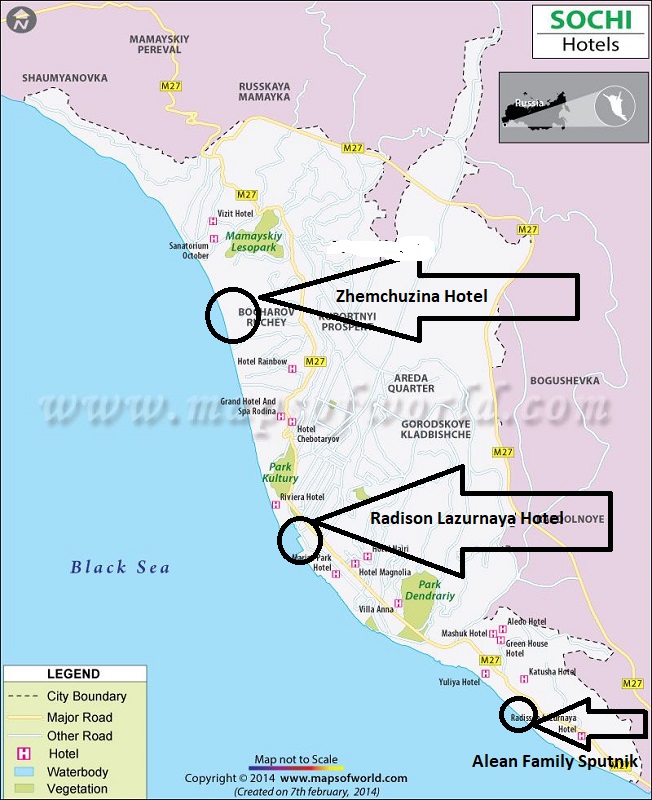 SOCHI
Hotels
N
MAMAYSKIY
PEREVAL
SHAUMYANOVKA
M27
RUSSKAYA
MAMAYKA
Russia
M27
M27
M27
Vizit Hotel
Mamayskiy
Lesopark
Sanatorium
October
Zhemchuzina Hotel
BOCHAROV
RUCHEY
KURORTNYI
PROSPEKT
Hotel Rainbow
M27
AREDA
QUARTER
BOGUSHEVKA
www.mapsofworld.com
Grand Hotel And
Spa Rodina
Hotel
Chebotaryov
GORODSKOYE
KLADBISHCHE
M27
Park
Kultury
Riviera Hotel
Radison Lazurnaya Hotel
Park
Hotel
Hotel Magnolia
Black Sea
Park
Dendrariy
Villa Anna
Aledo Hotel
Mashuk Hotel
Green House
Hotel
M27
Yuliya Hotel
Katusha Hotel
M27
Hotel
Alean Family Sputnik
M27
LEGEND
City Boundary
Major Road
Other Road
H Hotel
Waterbody
Vegetation
Map not to Scale
Copyright © 2014 www.mapsofworld.com
(Created on 7th february, 2014)